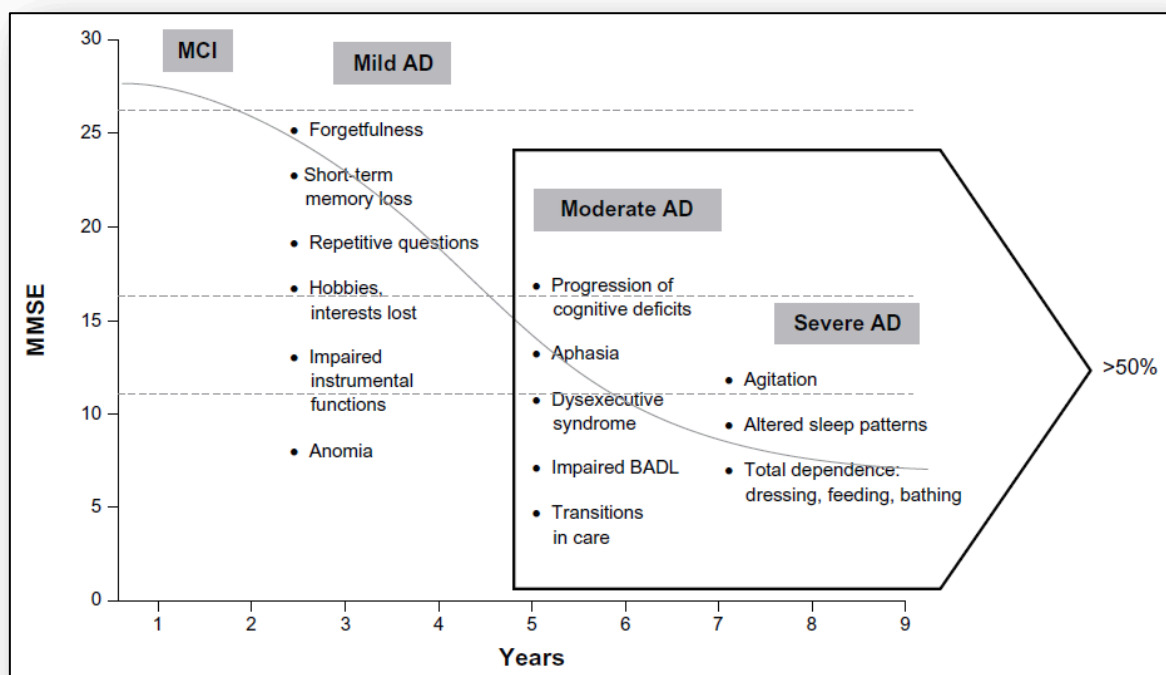 30
25
20
15
10
5
0
MMSE
MCI
Mild AD
• Forgetfulness
• Short-term
memory loss
• Repetitive questions
• Hobbies,
interests lost
• Impaired
instrumental
functions
• Anomia
Moderate AD
• Progression of
cognitive deficits
• Aphasia
• Dysexecutive
syndrome
• Impaired BADL
• Transitions
in care
Severe AD
• Agitation
• Altered sleep patterns
• Total dependence:
dressing, feeding, bathing
>50%
1 2 3 4 5 6 7 8 9
Years